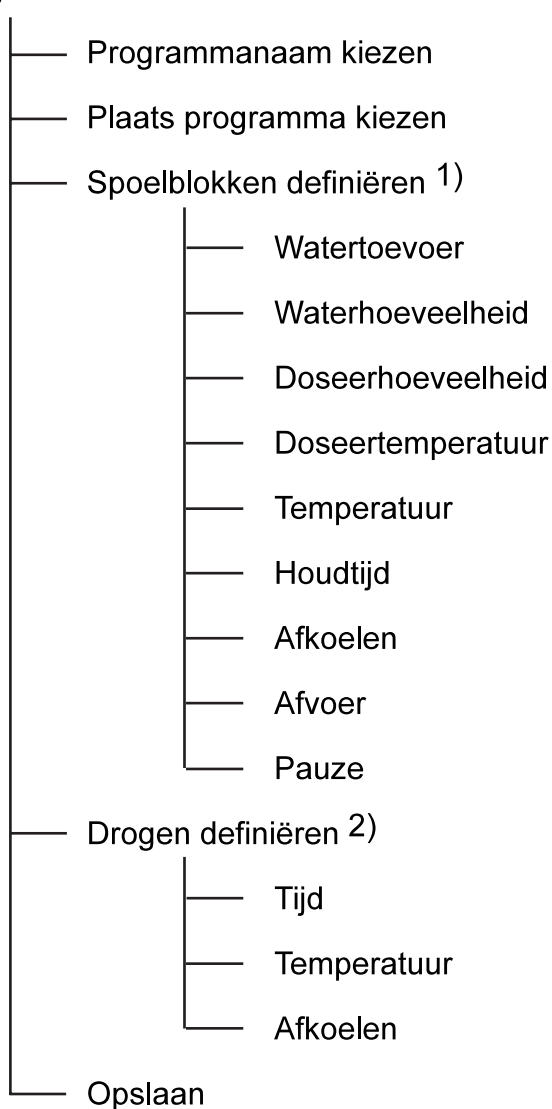 Programmanaam kiezen
Plaats programma kiezen
Spoelblokken definiëren 1)
Watertoevoer
Waterhoeveelheid
Doseerhoeveelheid
Doseertemperatuur
Temperatuur
Houdtijd
Afkoelen
Afvoer
Pauze
Drogen definiëren 2)
Tijd
Temperatuur
Afkoelen
Opslaan